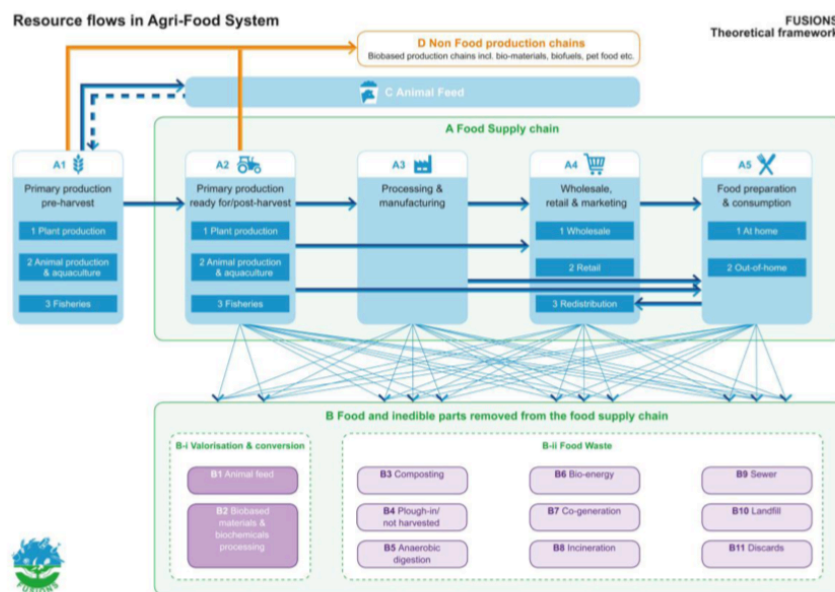 Resource flows in Agri-Food System
FUSIONS
Theoretical framework
D Non Food production chains
Biobased production chains incl. bio-materials, biofuels, pet food etc.
C Animal Feed
A Food Supply chain
A1
Primary production
pre-harvest
1 Plant production
2 Animal production
& aquaculture
3 Fisheries
A2
Primary production
ready for/post-harvest
1 Plant production
2 Animal production
& aquaculture
3 Fisheries
A3
Processing &
manufacturing
A4
Wholesale,
retail & marketing
1 Wholesale
2 Retail
3 Redistribution
A5
Food preparation
& consumption
1 At home
2 Out-of-home
B Food and inedible parts removed from the food supply chain
B-i Valorisation & conversion
B1 Animal feed
B2 Biobased
materials &
biochemicals
processing
B-ii Food Waste
B3 Composting
B4 Plough-in/
not harvested
B5 Anaerobic
digestion
B6 Bio-energy
B7 Co-generation
B8 Incineration
B9 Sewer
B10 Landfill
B11 Discards
FUSIONS